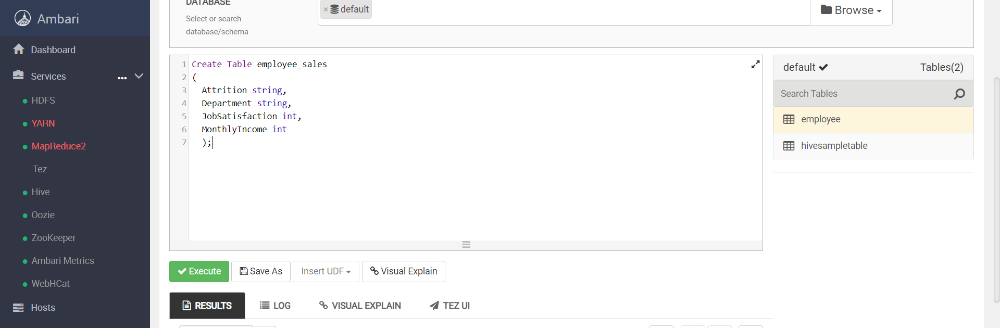 Ambari
Dashboard
Services
HDFS
YARN
MapReduce2
Tez
Hive
Oozie
ZooKeeper
Ambari Metrics
WebHCat
Hosts
DATABASE
Select or search
database/schema
× default
Browse
1 Create Table employee_sales
2 (
3 Attrition string,
4 Department string,
5 JobSatisfaction int,
6 MonthlyIncome int
7 );
default Tables(2)
Search Tables
employee
hivesampletable
Execute Save As Insert UDF Visual Explain
RESULTS LOG VISUAL EXPLAIN TEZ UI